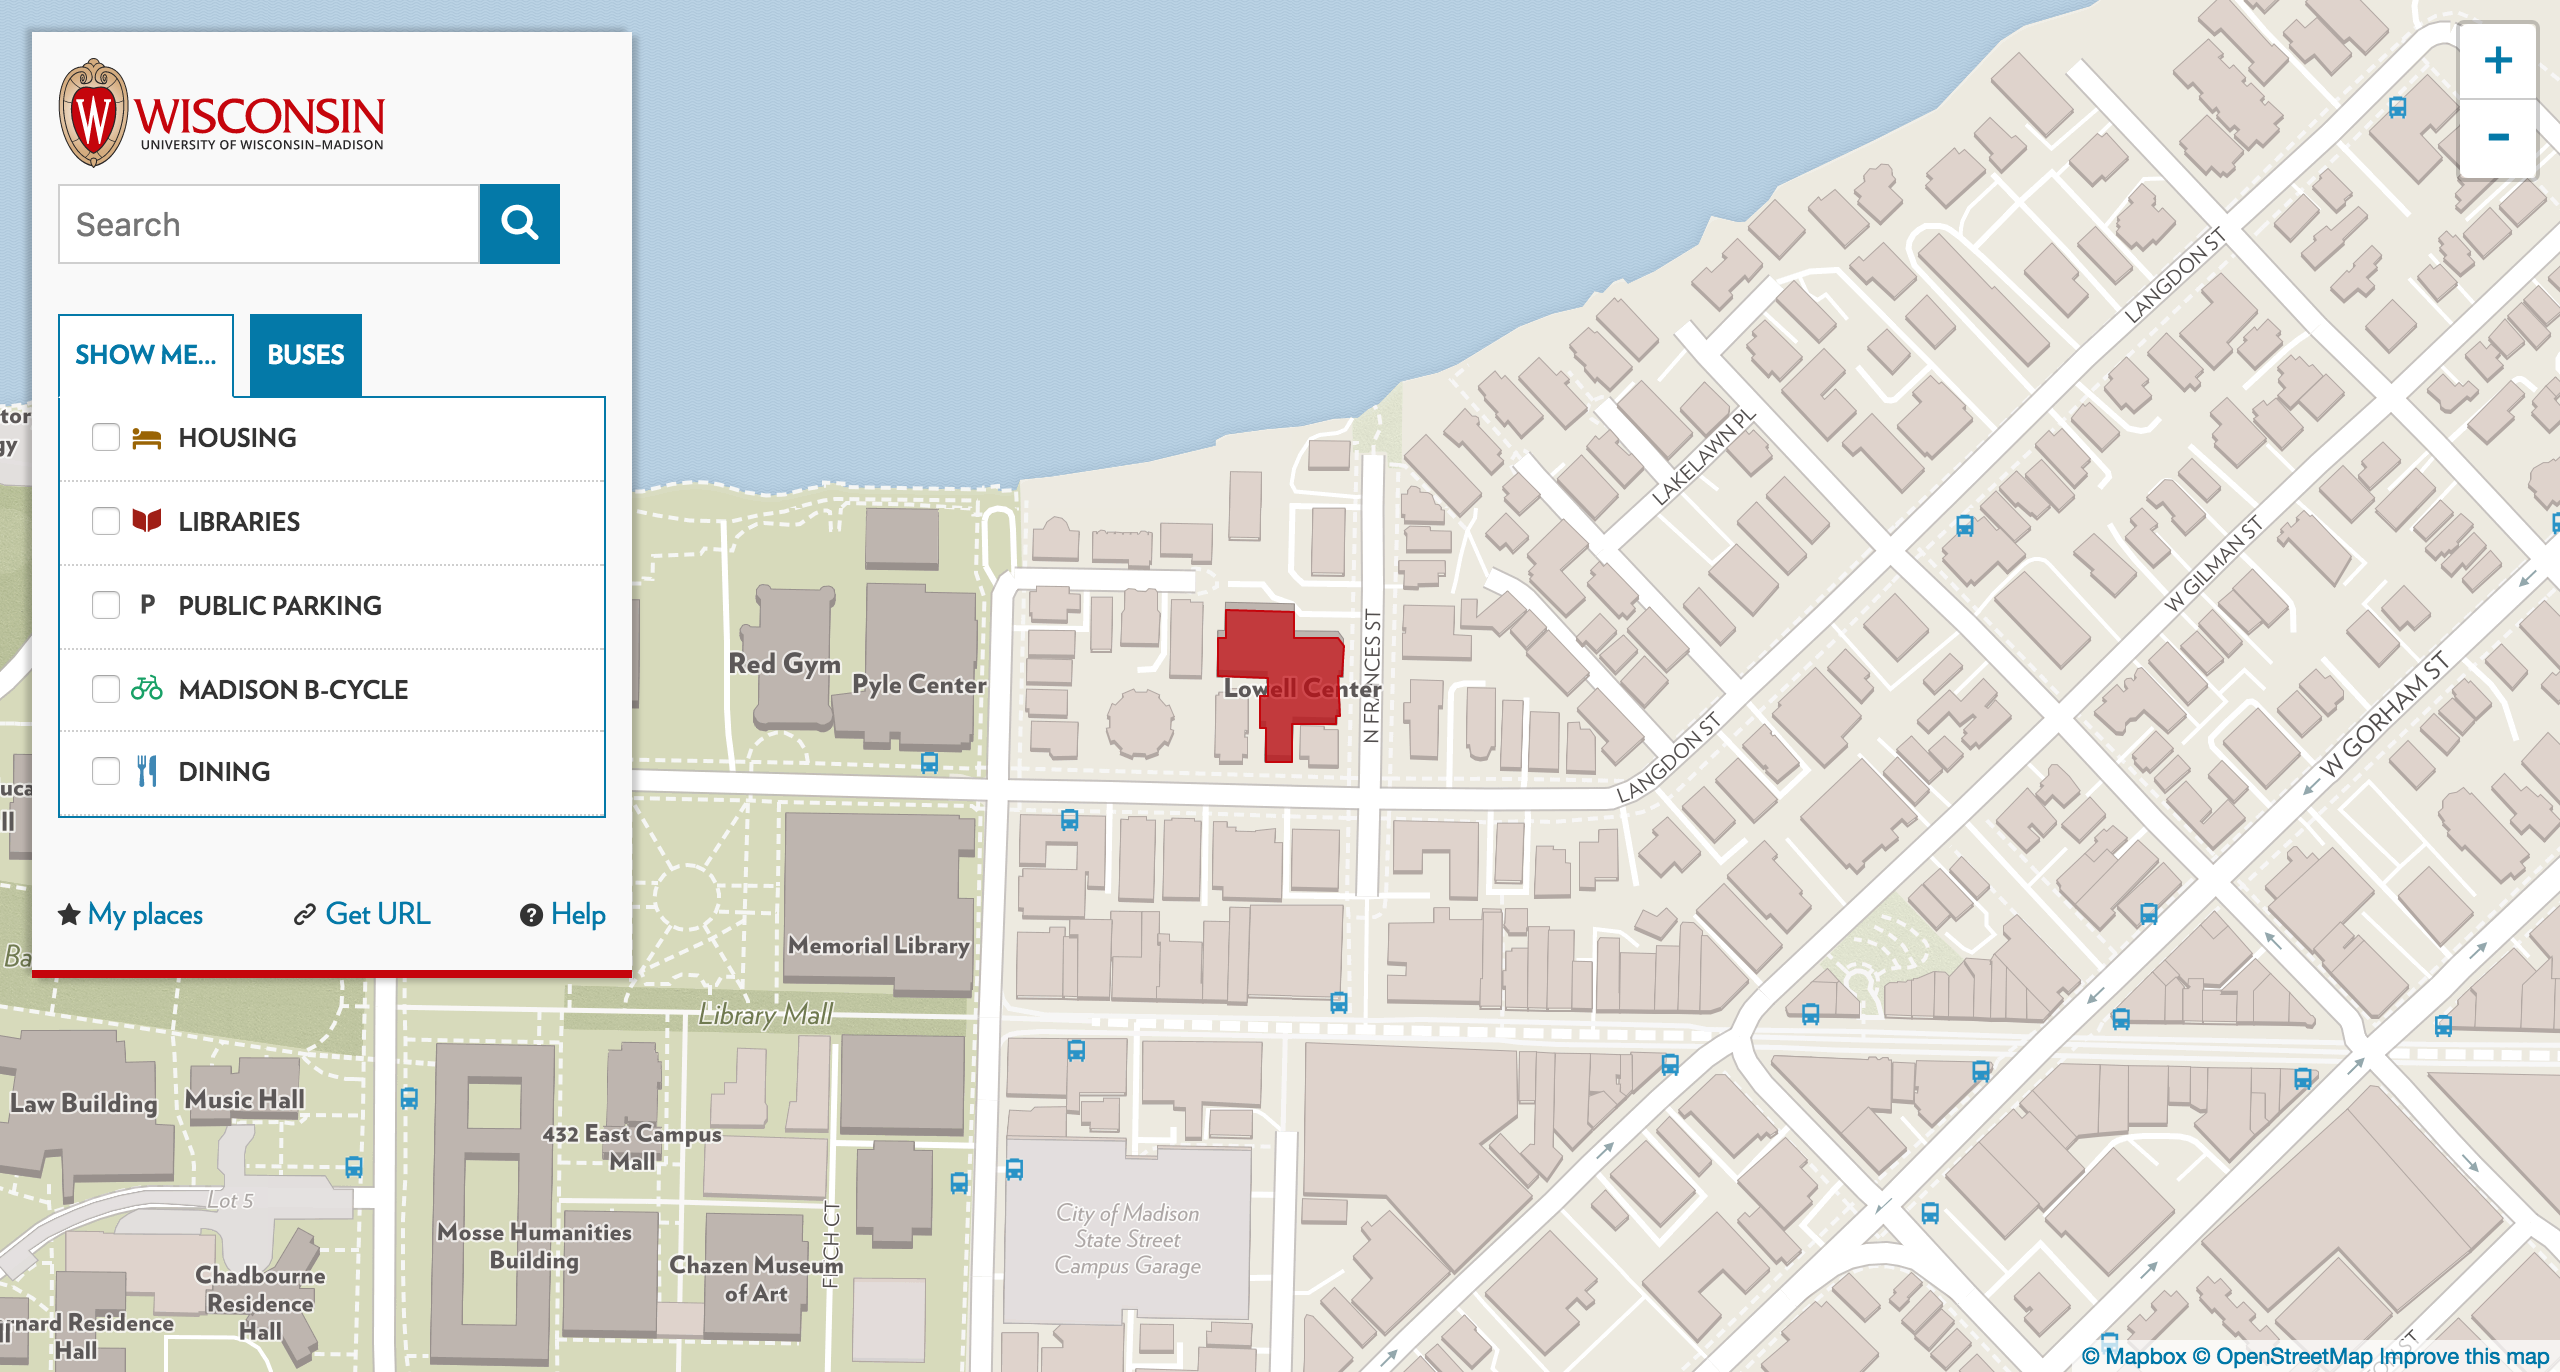 W WISCONSIN
UNIVERSITY OF WISCONSIN–MADISON
Search
SHOW ME...
BUSES
HOUSING
LIBRARIES
P PUBLIC PARKING
MADISON B-CYCLE
DINING
My places
Get URL
? Help
+
−
LANGDON ST
LAKELAWN PL
W GILMAN ST
N FRANCES ST
Red Gym
Pyle Center
Lowell Center
W GORHAM ST
LANGDON ST
Memorial Library
Library Mall
Law Building
Music Hall
432 East Campus
Mall
Lot 5
FITCH CT
City of Madison
State Street
Campus Garage
Mosse Humanities
Building
Chazen Museum
of Art
Chadbourne
Residence
Hall
rnard Residence
Hall
© Mapbox © OpenStreetMap Improve this map